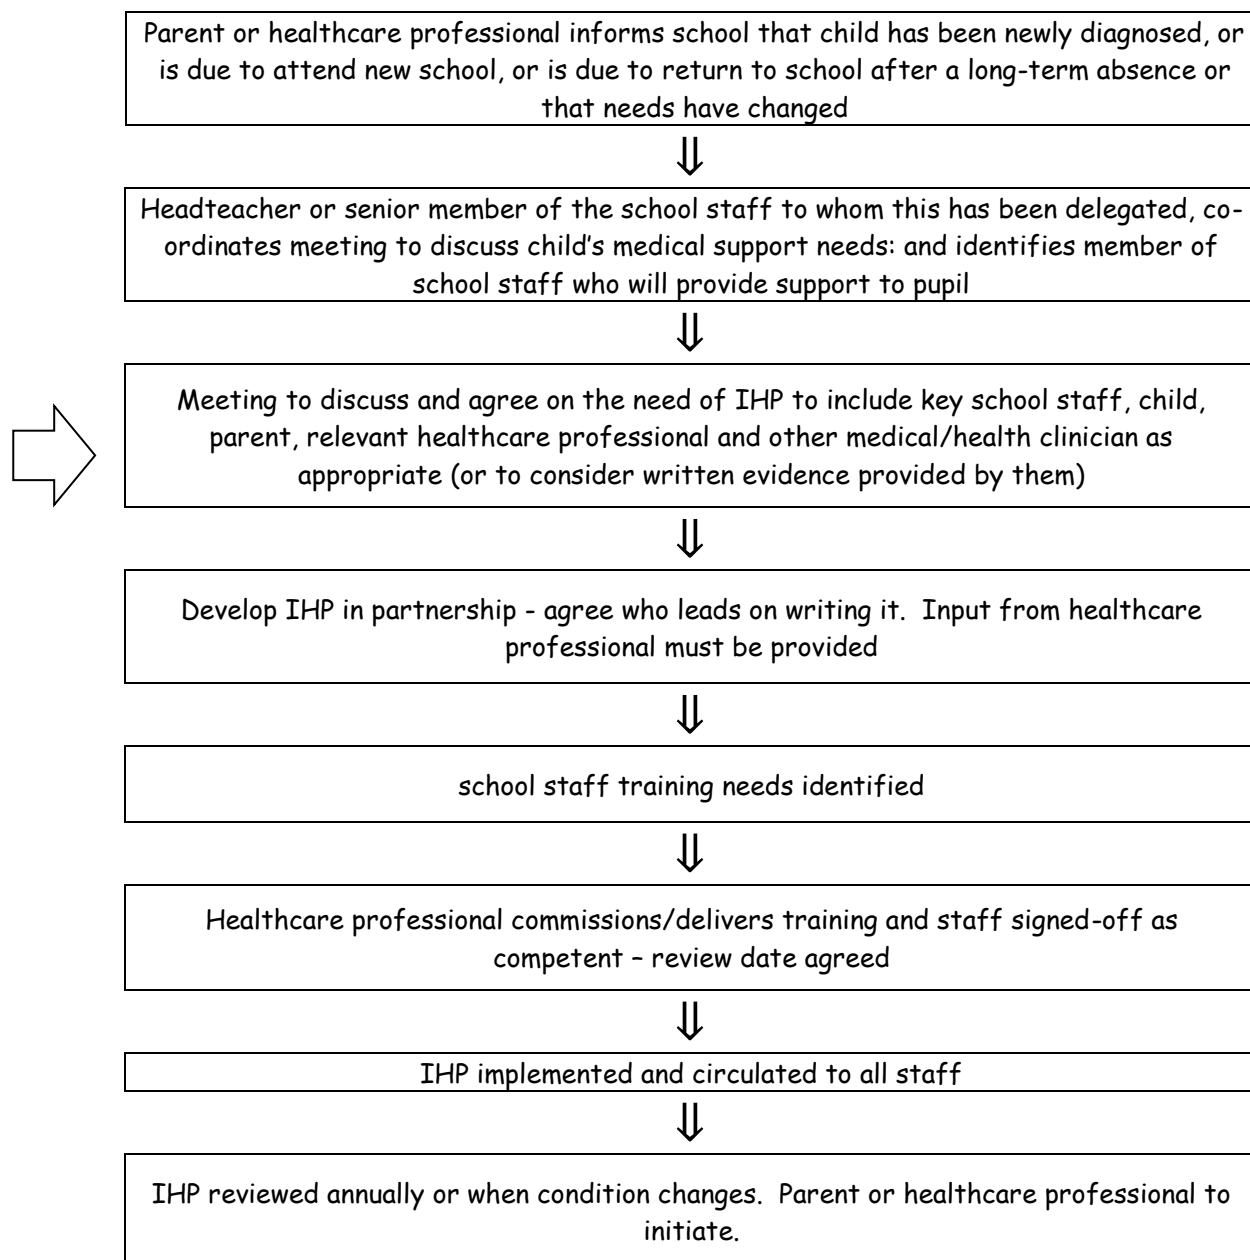 Parent or healthcare professional informs school that child has been newly diagnosed, or
is due to attend new school, or is due to return to school after a long-term absence or
that needs have changed
Headteacher or senior member of the school staff to whom this has been delegated, co-
ordinates meeting to discuss child's medical support needs: and identifies member of
school staff who will provide support to pupil
Meeting to discuss and agree on the need of IHP to include key school staff, child,
parent, relevant healthcare professional and other medical/health clinician as
appropriate (or to consider written evidence provided by them)
Develop IHP in partnership - agree who leads on writing it.  Input from healthcare
professional must be provided
school staff training needs identified
Healthcare professional commissions/delivers training and staff signed-off as
competent – review date agreed
IHP implemented and circulated to all staff
IHP reviewed annually or when condition changes.  Parent or healthcare professional to
initiate.